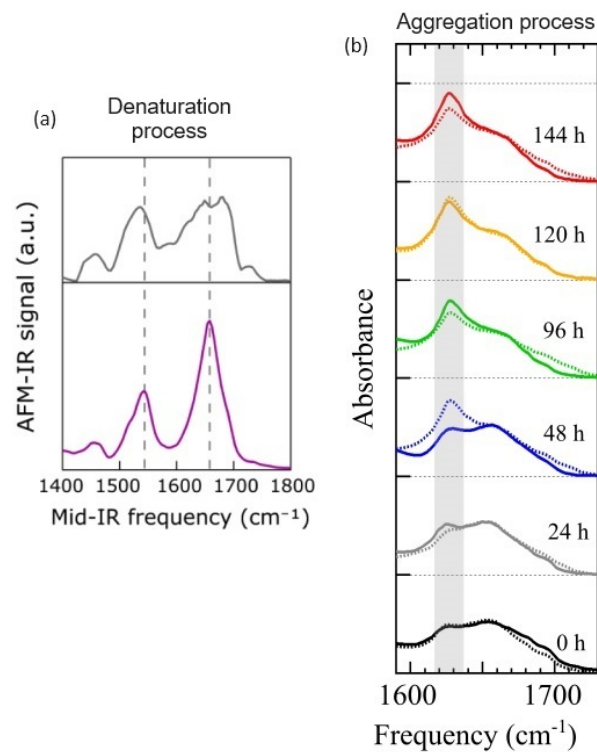 Aggregation process
(b)
(a)
Denaturation
process
AFM-IR signal (a.u.)
1400 1500 1600 1700 1800
Mid-IR frequency (cm⁻¹)
Absorbance
144 h
120 h
96 h
48 h
24 h
0 h
1600 1700
Frequency (cm⁻¹)